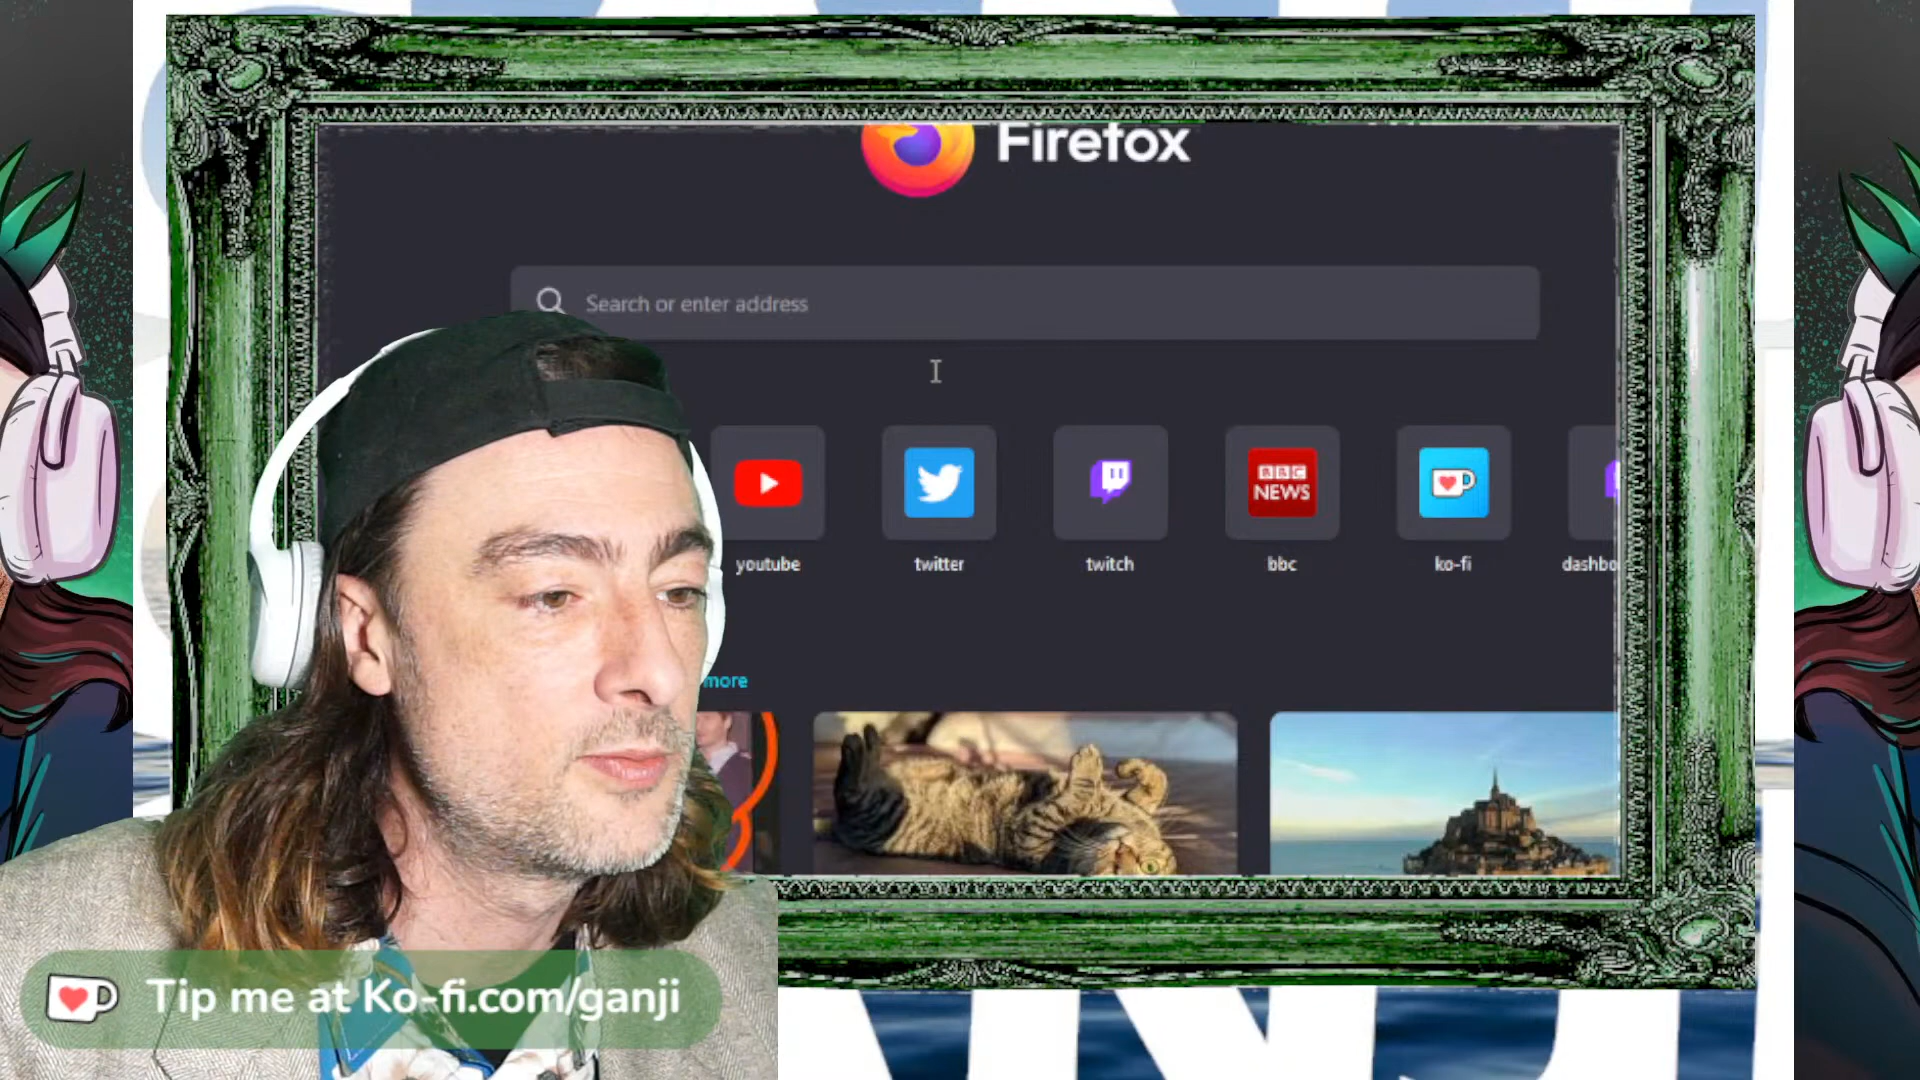 Firefox
Search or enter address
youtube
twitter
twitch
BBC
NEWS
bbc
ko-fi
dashbo
more
Tip me at Ko-fi.com/ganji